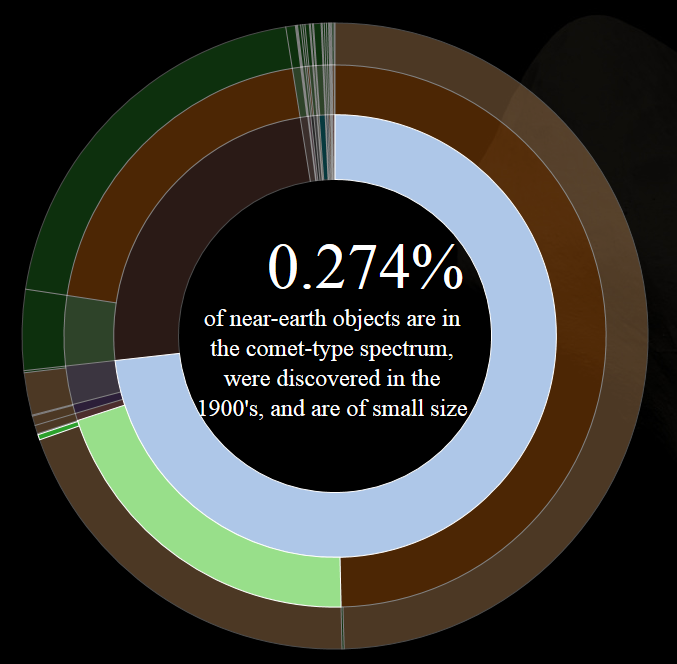 0.274%
of near-earth objects are in
the comet-type spectrum,
were discovered in the
1900's, and are of small size